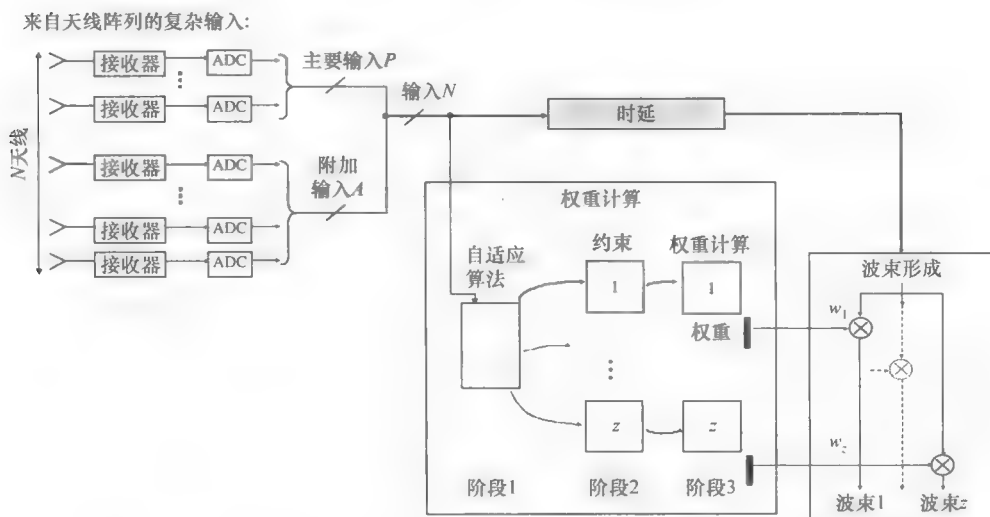 来自天线阵列的复杂输入:
N天线
接收器
ADC
接收器
ADC
主要输入P
接收器
ADC
接收器
ADC
接收器
ADC
附加
输入A
输入N
时延
权重计算
自适应
算法
约束
权重计算
1
1
权重
z
z
阶段1
阶段2
阶段3
波束形成
w1
wz
波束1
波束z